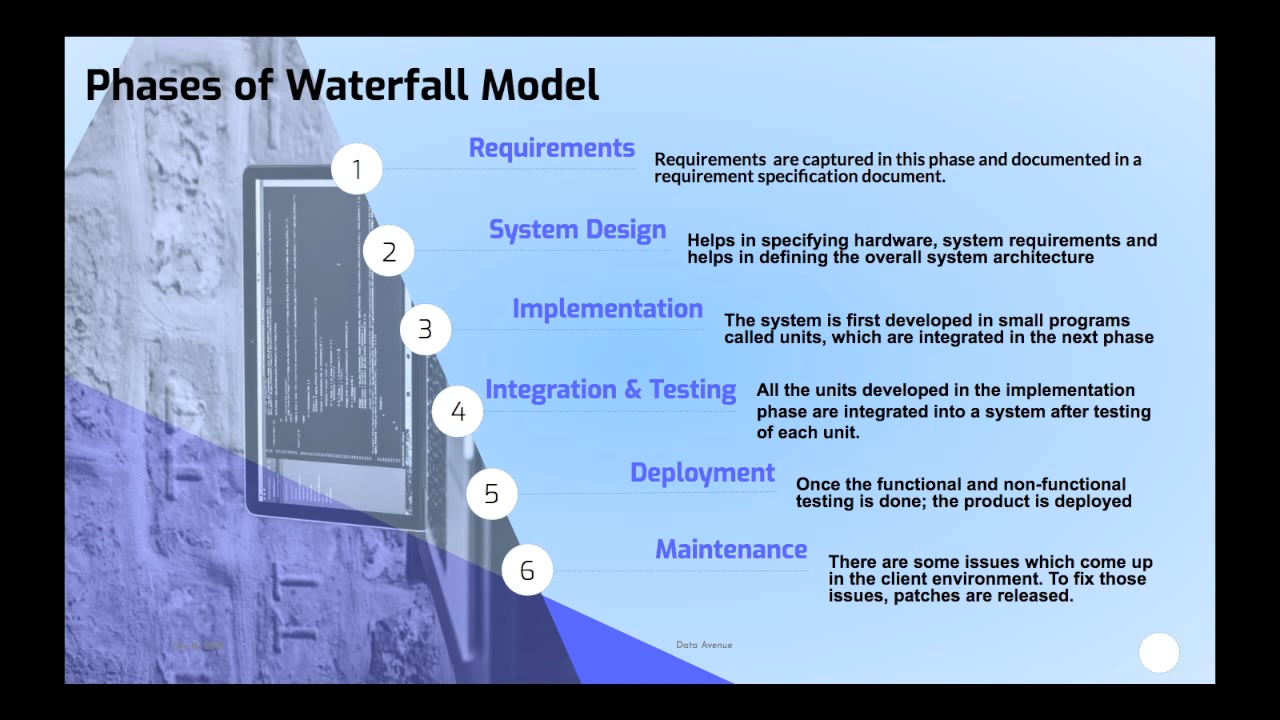 Phases of Waterfall Model
1
Requirements
Requirements are captured in this phase and documented in a
requirement specification document.
2
System Design
Helps in specifying hardware, system requirements and
helps in defining the overall system architecture
3
Implementation
The system is first developed in small programs
called units, which are integrated in the next phase
4
Integration & Testing
All the units developed in the implementation
phase are integrated into a system after testing
of each unit.
5
Deployment
Once the functional and non-functional
testing is done; the product is deployed
6
Maintenance
There are some issues which come up
in the client environment. To fix those
issues, patches are released.
Data Avenue